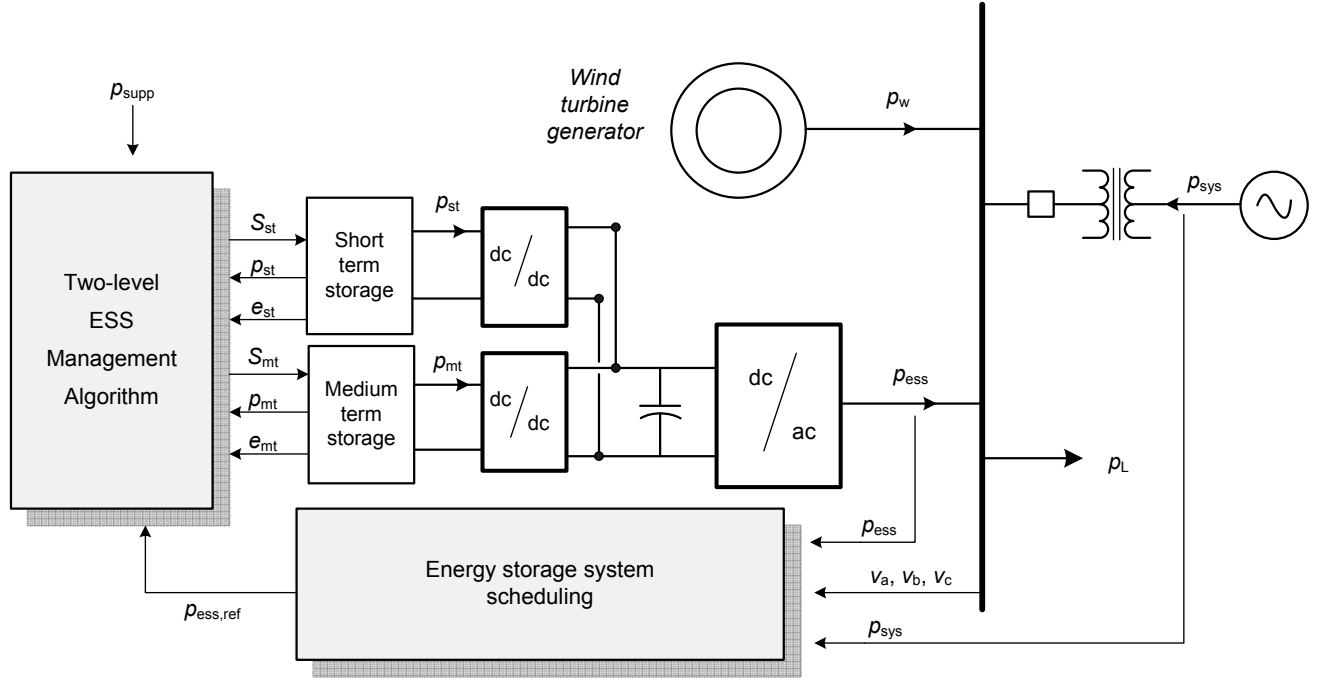 p_supp
Two-level
ESS
Management
Algorithm
S_st
p_st
e_st
S_mt
p_mt
e_mt
Short
term
storage
Medium
term
storage
p_st
p_mt
dc
dc
dc
dc
Wind
turbine
generator
p_w
dc
ac
p_ess
p_sys
p_L
p_ess
v_a, v_b, v_c
p_sys
Energy storage system
scheduling
p_ess,ref